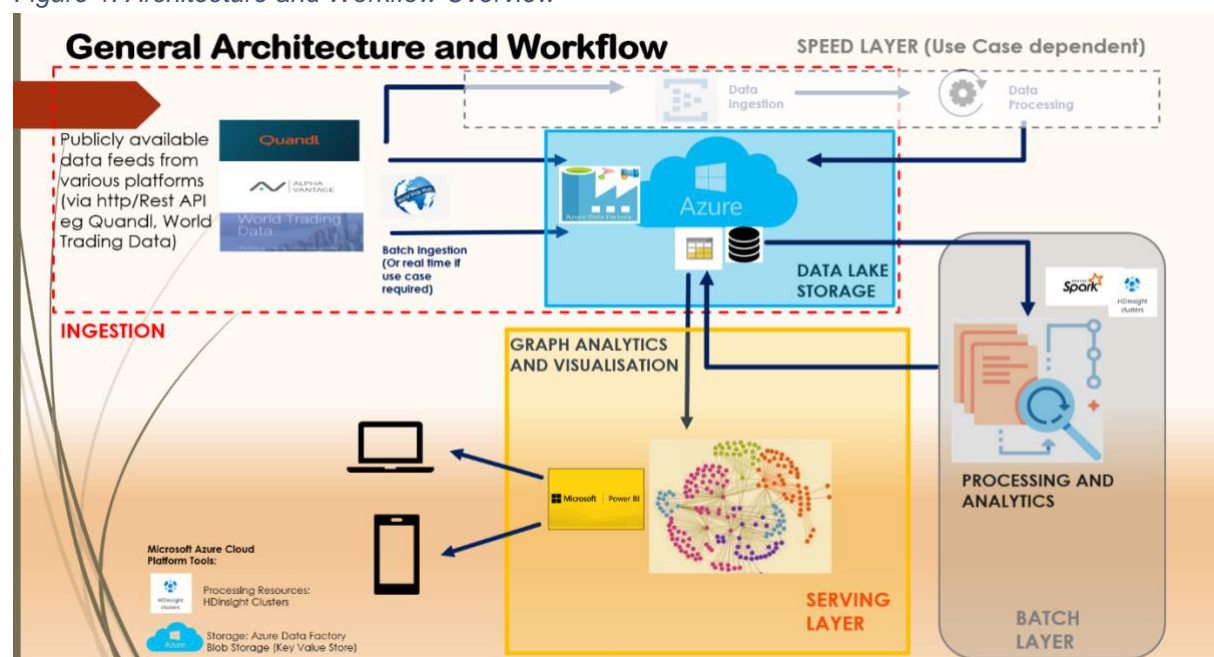 Figure 4: Architecture and Workflow Overview
General Architecture and Workflow
SPEED LAYER (Use Case dependent)
Data
Ingestion
Data
Processing
Publicly available
data feeds from
various platforms
(via http/Rest API
eg Quandl, World
Trading Data)
Quandl
ALPHA
VANTAGE
World Trading
Data.
Batch Ingestion
(Or real time if
use case
required)
Azure Data Factory
Azure
DATA LAKE
STORAGE
INGESTION
Spark
HDInsight
clusters
GRAPH ANALYTICS
AND VISUALISATION
PROCESSING AND
ANALYTICS
Microsoft Power BI
SERVING
LAYER
BATCH
LAYER
Microsoft Azure Cloud
Platform Tools:
HDInsight
clusters
Processing Resources:
HDInsight Clusters
Azure
Storage: Azure Data Factory
Blob Storage (Key Value Store)